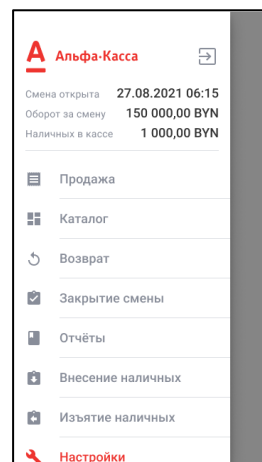 Альфа-Касса
Смена открыта 27.08.2021 06:15
Оборот за смену 150 000,00 BYN
Наличных в кассе 1 000,00 BYN
Продажа
Каталог
Возврат
Закрытие смены
Отчёты
Внесение наличных
Изъятие наличных
Настройки